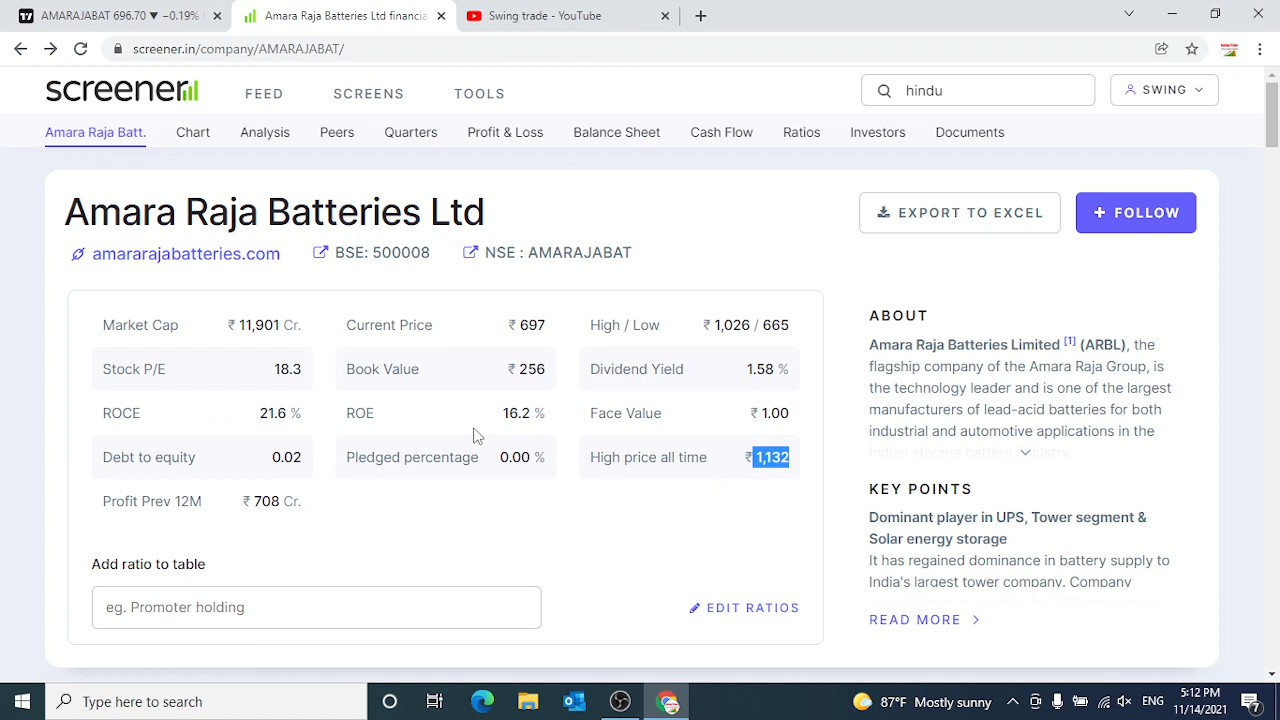 AMARAJABAT 696.70 ▼ −0.19%
Amara Raja Batteries Ltd financia
Swing trade - YouTube
screener.in/company/AMARAJABAT/
screener
FEED
SCREENS
TOOLS
hindu
SWING
Amara Raja Batt.
Chart
Analysis
Peers
Quarters
Profit & Loss
Balance Sheet
Cash Flow
Ratios
Investors
Documents
Amara Raja Batteries Ltd
EXPORT TO EXCEL
+ FOLLOW
amararajabatteries.com
BSE: 500008
NSE : AMARAJABAT
Market Cap ₹ 11,901 Cr.
Current Price ₹ 697
High / Low ₹ 1,026 / 665
Stock P/E 18.3
Book Value ₹ 256
Dividend Yield 1.58 %
ROCE 21.6 %
ROE 16.2 %
Face Value ₹ 1.00
Debt to equity 0.02
Pledged percentage 0.00 %
High price all time ₹ 1,132
Profit Prev 12M ₹ 708 Cr.
Add ratio to table
eg. Promoter holding
EDIT RATIOS
ABOUT
Amara Raja Batteries Limited [1] (ARBL), the
flagship company of the Amara Raja Group, is
the technology leader and is one of the largest
manufacturers of lead-acid batteries for both
industrial and automotive applications in the
Indian storage battery industry.
KEY POINTS
Dominant player in UPS, Tower segment &
Solar energy storage
It has regained dominance in battery supply to
India's largest tower company. Company
READ MORE
Type here to search
87°F Mostly sunny
ENG
5:12 PM
11/14/2021
7